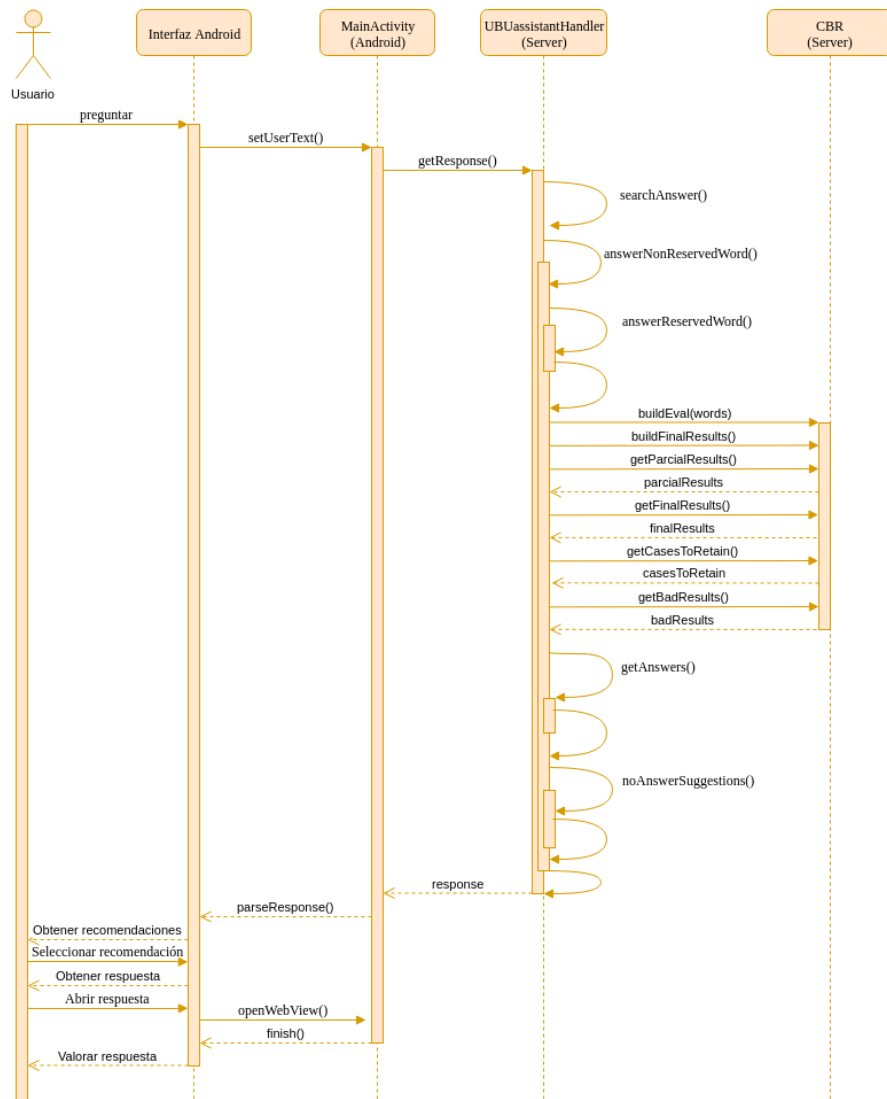 Interfaz Android
MainActivity
(Android)
UBUassistantHandler
(Server)
CBR
(Server)
Usuario
preguntar
setUserText()
getResponse()
searchAnswer()
answerNonReservedWord()
answerReservedWord()
buildEval(words)
buildFinalResults()
getParcialResults()
parcialResults
getFinalResults()
finalResults
getCasesToRetain()
casesToRetain
getBadResults()
badResults
getAnswers()
noAnswerSuggestions()
response
parseResponse()
Obtener recomendaciones
Seleccionar recomendación
Obtener respuesta
Abrir respuesta
openWebView()
finish()
Valorar respuesta